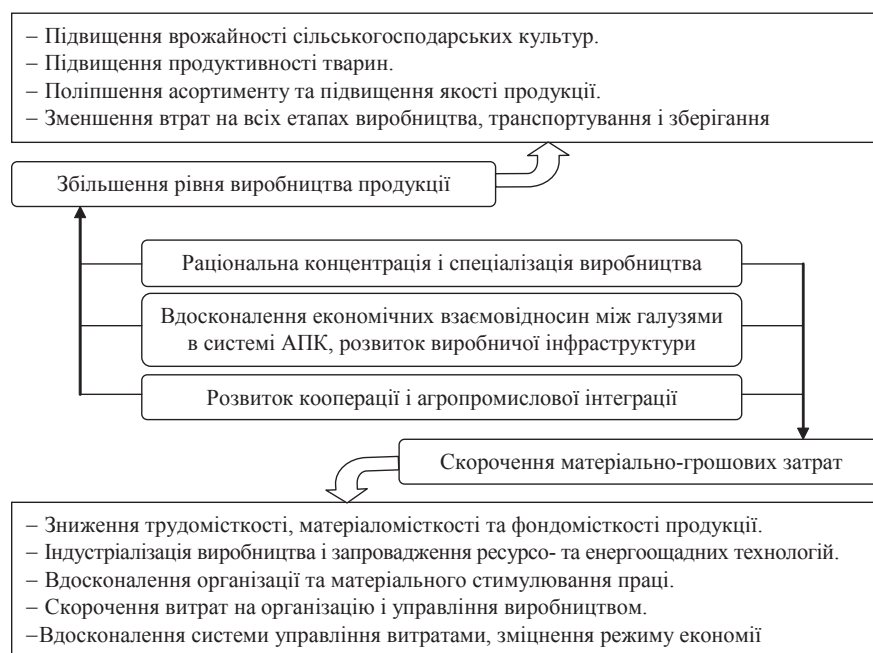 – Підвищення врожайності сільськогосподарських культур.
– Підвищення продуктивності тварин.
– Поліпшення асортименту та підвищення якості продукції.
– Зменшення втрат на всіх етапах виробництва, транспортування і зберігання
Збільшення рівня виробництва продукції
Раціональна концентрація і спеціалізація виробництва
Вдосконалення економічних взаємовідносин між галузями
в системі АПК, розвиток виробничої інфраструктури
Розвиток кооперації і агропромислової інтеграції
Скорочення матеріально-грошових затрат
– Зниження трудомісткості, матеріаломісткості та фондомісткості продукції.
– Індустріалізація виробництва і запровадження ресурсо- та енергоощадних технологій.
– Вдосконалення організації та матеріального стимулювання праці.
– Скорочення витрат на організацію і управління виробництвом.
–Вдосконалення системи управління витратами, зміцнення режиму економії